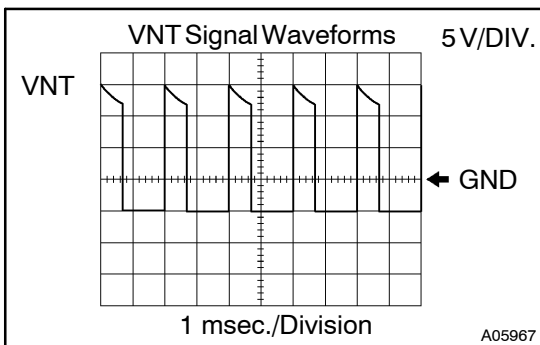 VNT Signal Waveforms 5 V/DIV.
VNT
GND
1 msec./Division
A05967